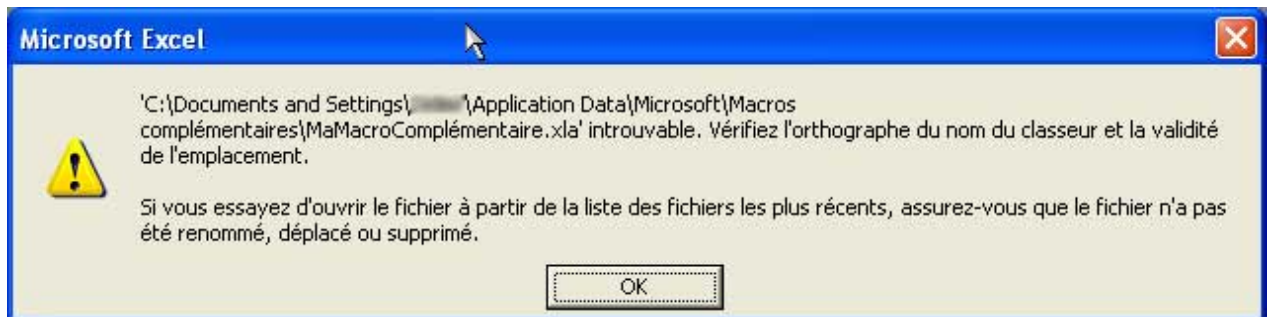 Microsoft Excel
'C:\Documents and Settings\ '\Application Data\Microsoft\Macros
complémentaires\MaMacroComplémentaire.xla' introuvable. Vérifiez l'orthographe du nom du classeur et la validité
de l'emplacement.
Si vous essayez d'ouvrir le fichier à partir de la liste des fichiers les plus récents, assurez-vous que le fichier n'a pas
été renommé, déplacé ou supprimé.
OK